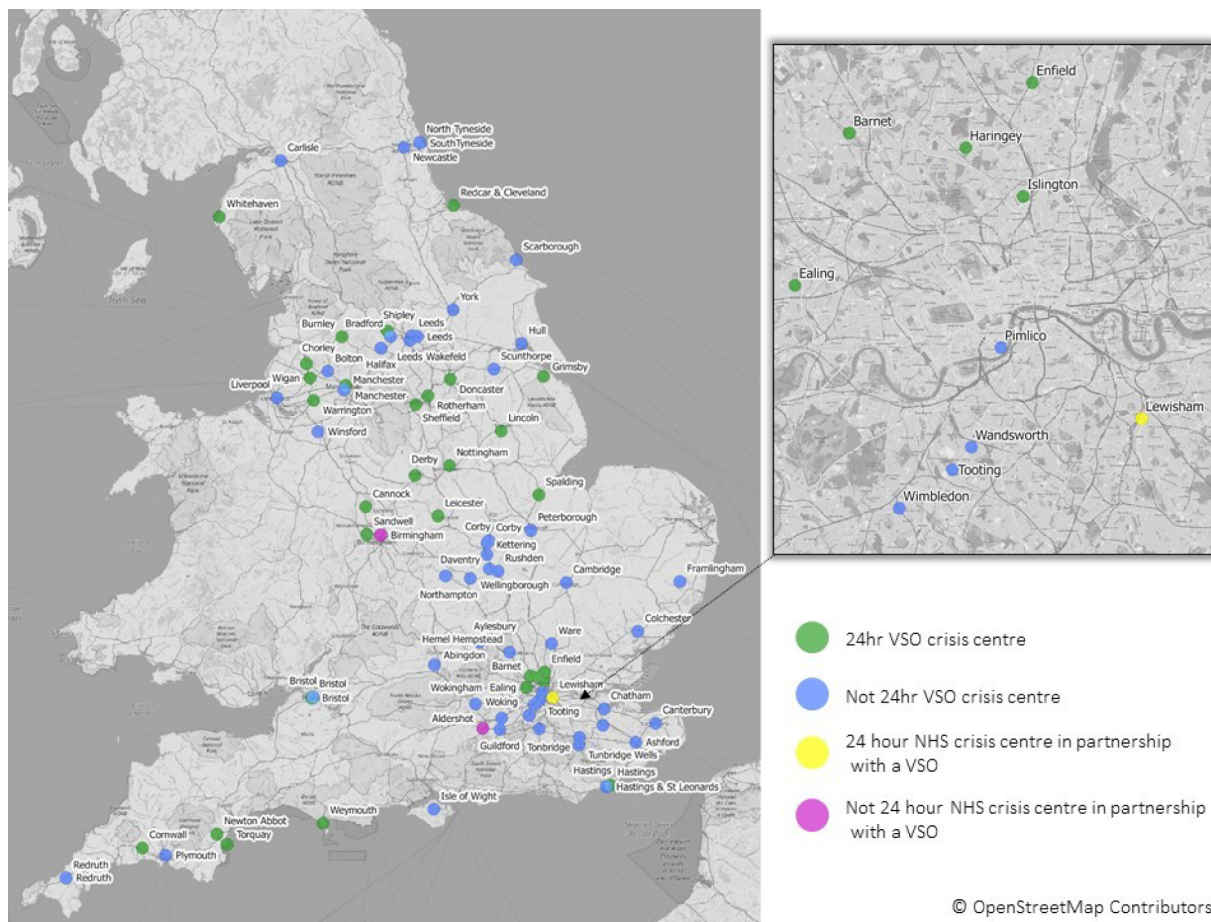 North Tyneside
SouthTyneside
Newcastle
Carlisle
Redcar & Cleveland
Whitehaven
Scarborough
Irish Sea
York
Shipley
Burnley
Bradford
Leeds
Leeds
Hull
Chorley
Bolton
Halifax
Leeds
Wakefeld
Scunthorpe
Grimsby
Liverpool
Wigan
Manchester
Manchester
Doncaster
Warrington
Rotherham
Sheffield
Lincoln
Winsford
Nottingham
Derby
Spalding
Cannock
Leicester
Peterborough
Sandwell
Birmingham
Corby
Corby
Kettering
Daventry
Rushden
Cambridge
Framlingham
Wellingborough
Northampton
Colchester
Aylesbury
Ware
Hemel Hempstead
Abingdon
Barnet
Enfield
Bristol
Bristol
Bristol
Wokingham
Ealing
Lewisham
Chatham
Woking
Tooting
Canterbury
Aldershot
Guildford
Tonbridge
Ashford
Tunbridge Wells
Hastings
Hastings
Hastings & St Leonards
Isle of Wight
Weymouth
Newton Abbot
Cornwall
Torquay
Plymouth
Redruth
Redruth
Enfield
Barnet
Haringey
Islington
Ealing
Pimlico
Lewisham
Wandsworth
Tooting
Wimbledon
24hr VSO crisis centre
Not 24hr VSO crisis centre
24 hour NHS crisis centre in partnership
with a VSO
Not 24 hour NHS crisis centre in partnership
with a VSO
© OpenStreetMap Contributors